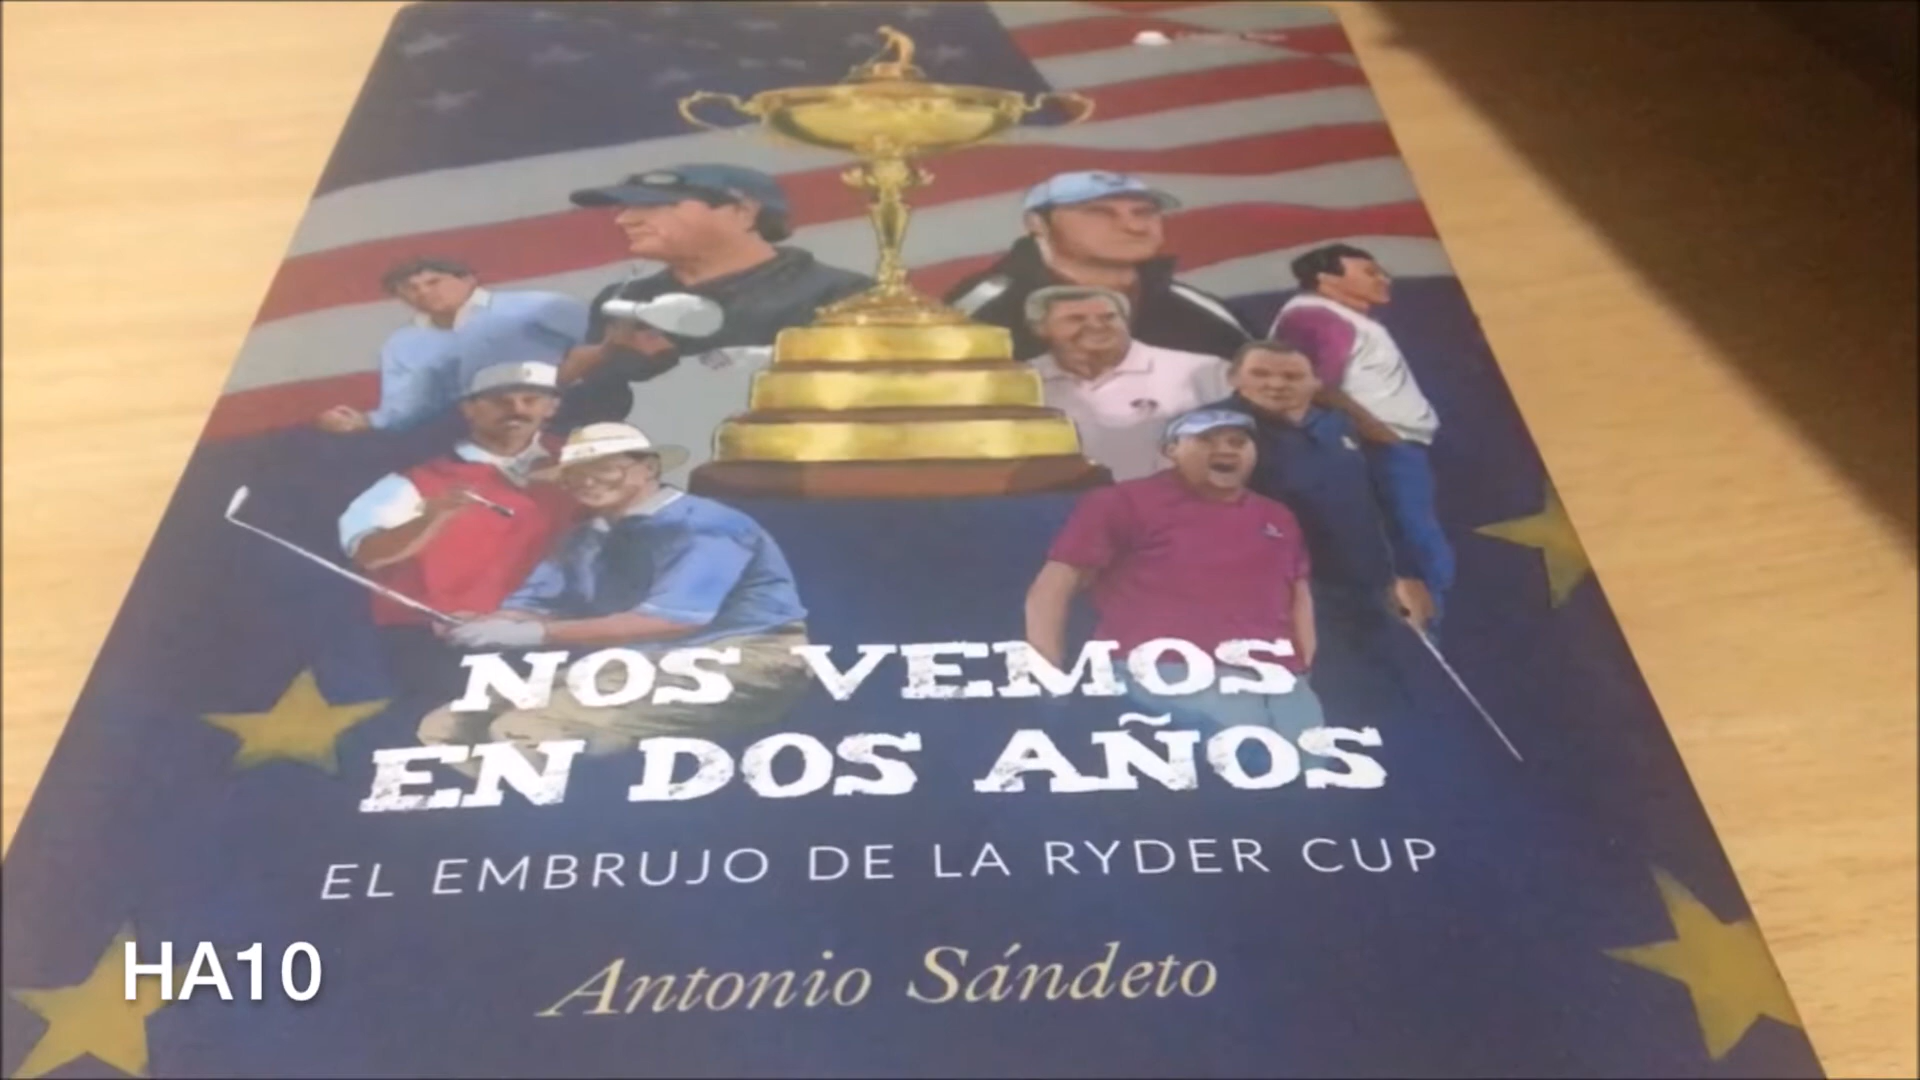 NOS VEMOS
EN DOS AÑOS
EL EMBRUJO DE LA RYDER CUP
Antonio Sándeto
HA10